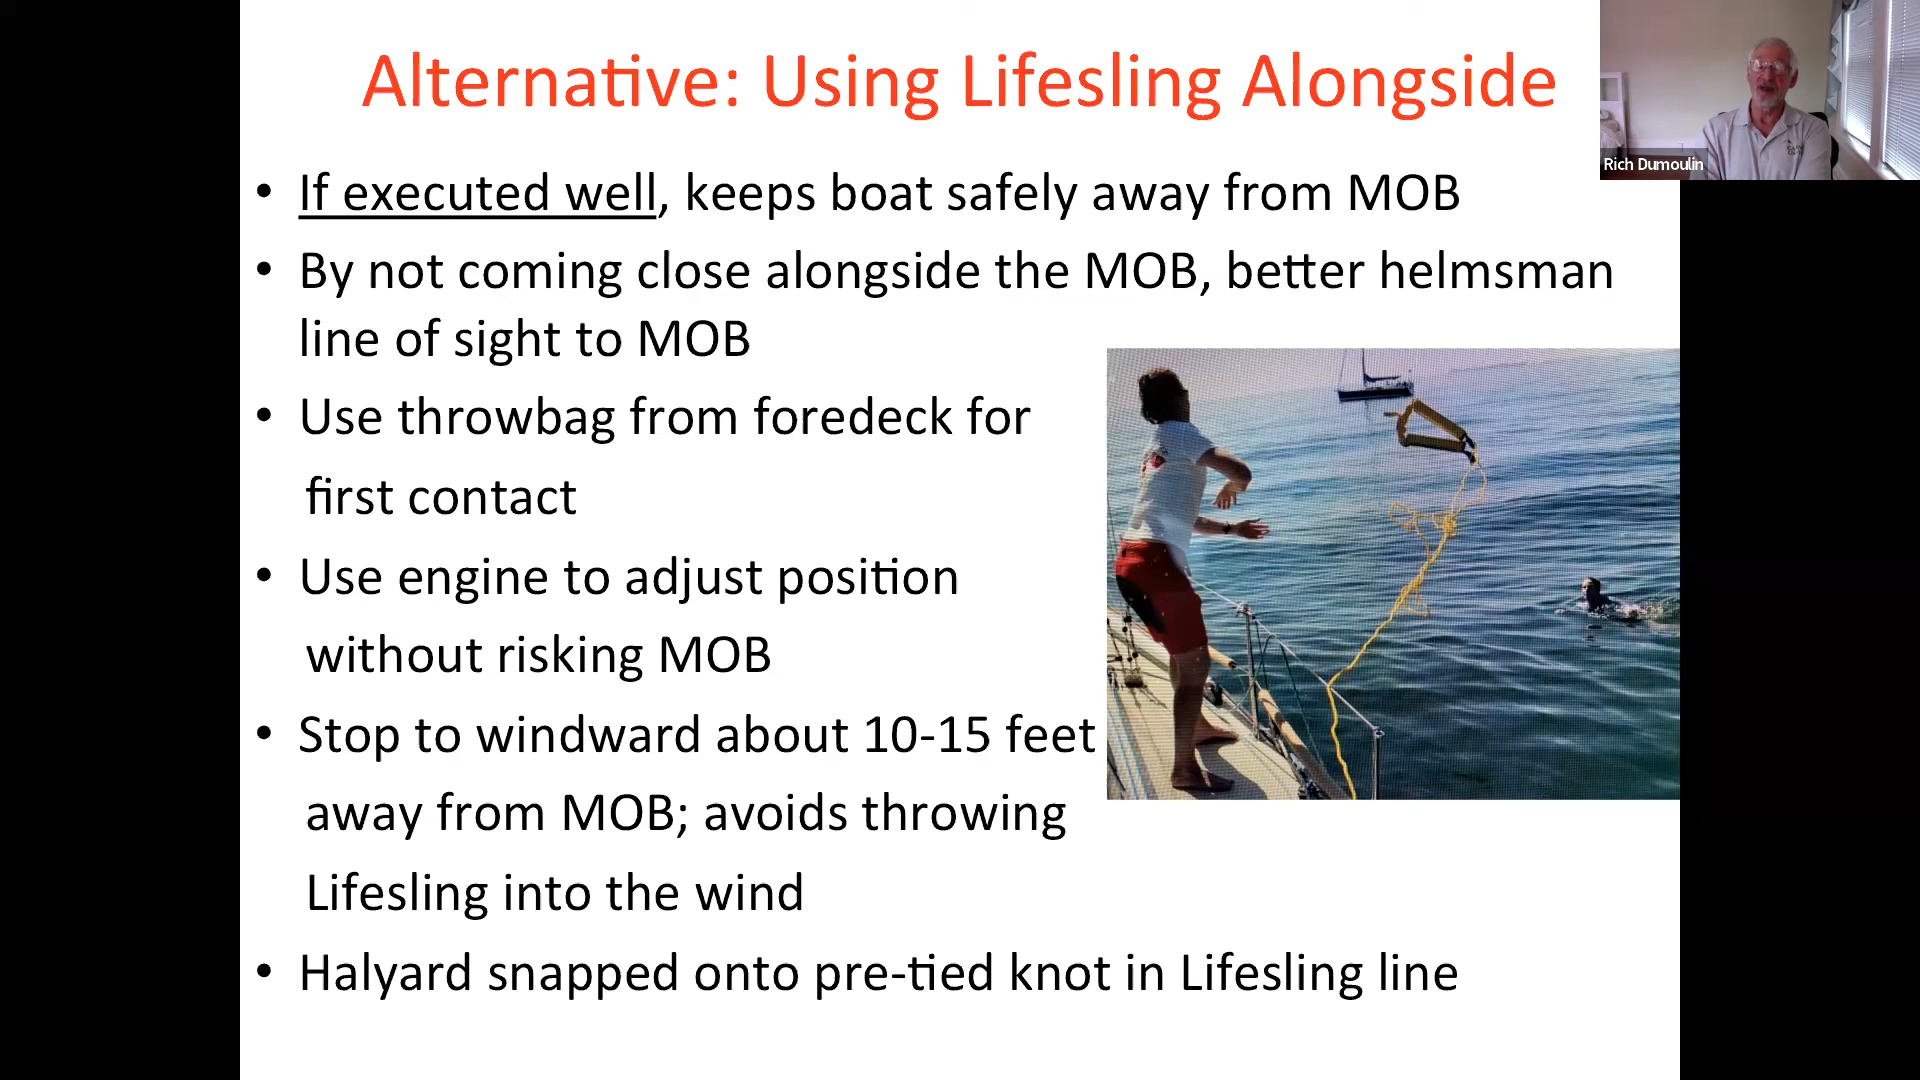 Alternative: Using Lifesling Alongside
Rich Dumoulin
• If executed well, keeps boat safely away from MOB
• By not coming close alongside the MOB, better helmsman
line of sight to MOB
• Use throwbag from foredeck for
first contact
• Use engine to adjust position
without risking MOB
• Stop to windward about 10-15 feet
away from MOB; avoids throwing
Lifesling into the wind
• Halyard snapped onto pre-tied knot in Lifesling line